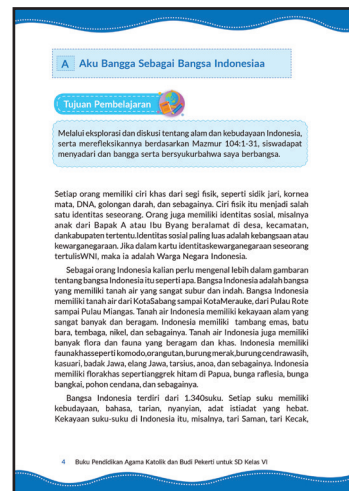 A Aku Bangga Sebagai Bangsa Indonesiaa
Tujuan Pembelajaran
Melalui eksplorasi dan diskusi tentang alam dan kebudayaan Indonesia,
serta merefleksikannya berdasarkan Mazmur 104:1-31, siswadapat
menyadari dan bangga serta bersyukurbahwa saya berbangsa.
Setiap orang memiliki ciri khas dari segi fisik, seperti sidik jari, kornea
mata, DNA, golongan darah, dan sebagainya. Ciri fisik itu menjadi salah
satu identitas seseorang. Orang juga memiliki identitas sosial, misalnya
anak dari Bapak A atau Ibu Byang beralamat di desa, kecamatan,
dankabupaten tertentu.Identitas sosial paling luas adalah kebangsaan atau
kewarganegaraan. Jika dalam kartu identitaskewarganegaraan seseorang
tertulisWNI, maka ia adalah Warga Negara Indonesia.
Sebagai orang Indonesia kalian perlu mengenal lebih dalam gambaran
tentang bangsa Indonesia itu seperti apa. Bangsa Indonesia adalah bangsa
yang memiliki tanah air yang sangat subur dan indah. Bangsa Indonesia
memiliki tanah air dari KotaSabang sampai KotaMerauke, dari Pulau Rote
sampai Pulau Miangas. Tanah air Indonesia memiliki kekayaan alam yang
sangat banyak dan beragam. Indonesia memiliki tambang emas, batu
bara, tembaga, nikel, dan sebagainya. Tanah air Indonesia juga memiliki
banyak flora dan fauna yang beragam dan khas. Indonesia memiliki
faunakhasseperti komodo,orangutan,burung merak,burung cendrawasih,
kasuari, badak Jawa, elang Jawa, tarsius, anoa, dan sebagainya. Indonesia
memiliki florakhas sepertianggrek hitam di Papua, bunga raflesia, bunga
bangkai, pohon cendana, dan sebagainya.
Bangsa Indonesia terdiri dari 1.340suku. Setiap suku memiliki
kebudayaan, bahasa, tarian, nyanyian, adat istiadat yang hebat.
Kekayaan suku-suku di Indonesia itu, misalnya, tari Saman, tari Kecak,
4 Buku Pendidikan Agama Katolik dan Budi Pekerti untuk SD Kelas VI